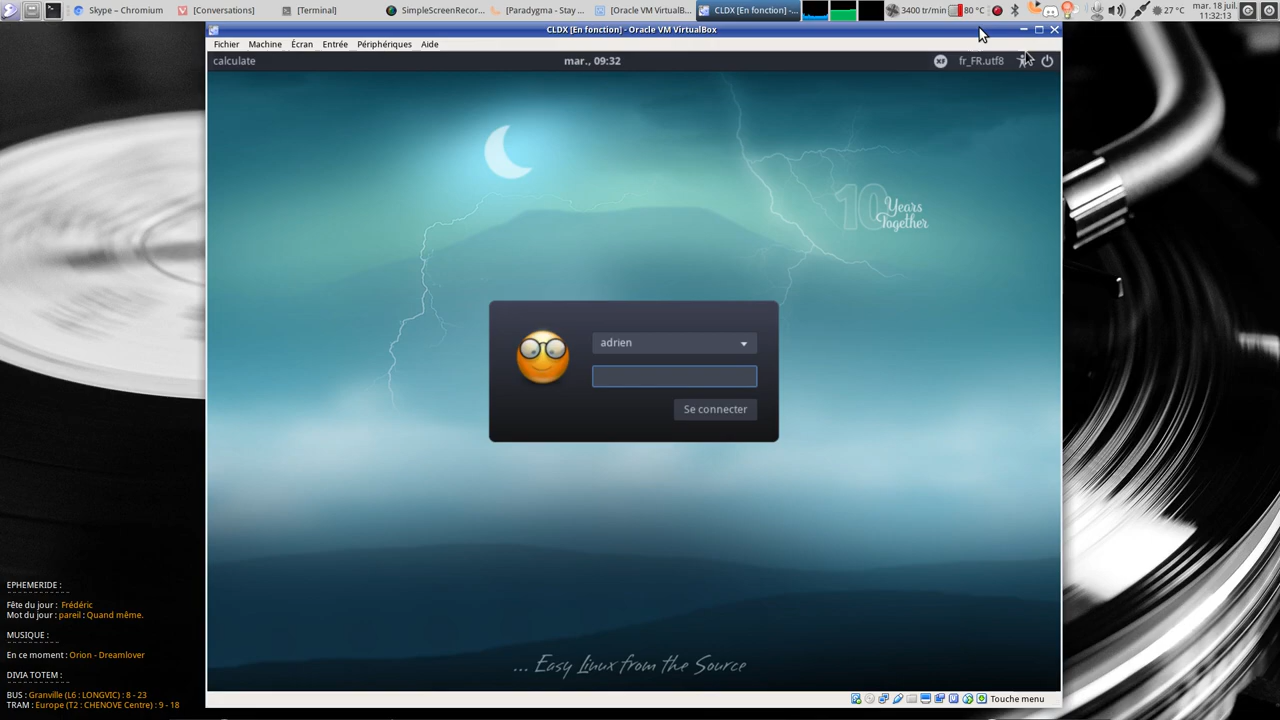 Skype – Chromium
[Conversations]
[Terminal]
SimpleScreenRecor...
[Paradygma - Stay ...
[Oracle VM VirtualB...
CLDX [En fonction] -...
3400 tr/min
80 °C
27 °C
mar. 18 juil.
11:32:13
CLDX [En fonction] - Oracle VM VirtualBox
Fichier Machine Écran Entrée Périphériques Aide
calculate
mar., 09:32
fr_FR.utf8
10 Years
Together
adrien
Se connecter
... Easy Linux from the Source
Touche menu
EPHEMERIDE :
Fête du jour : Frédéric
Mot du jour : pareil : Quand même.
MUSIQUE :
En ce moment : Orion - Dreamlover
DIVIA TOTEM :
BUS : Granville (L6 : LONGVIC) : 8 - 23
TRAM : Europe (T2 : CHENOVE Centre) : 9 - 18